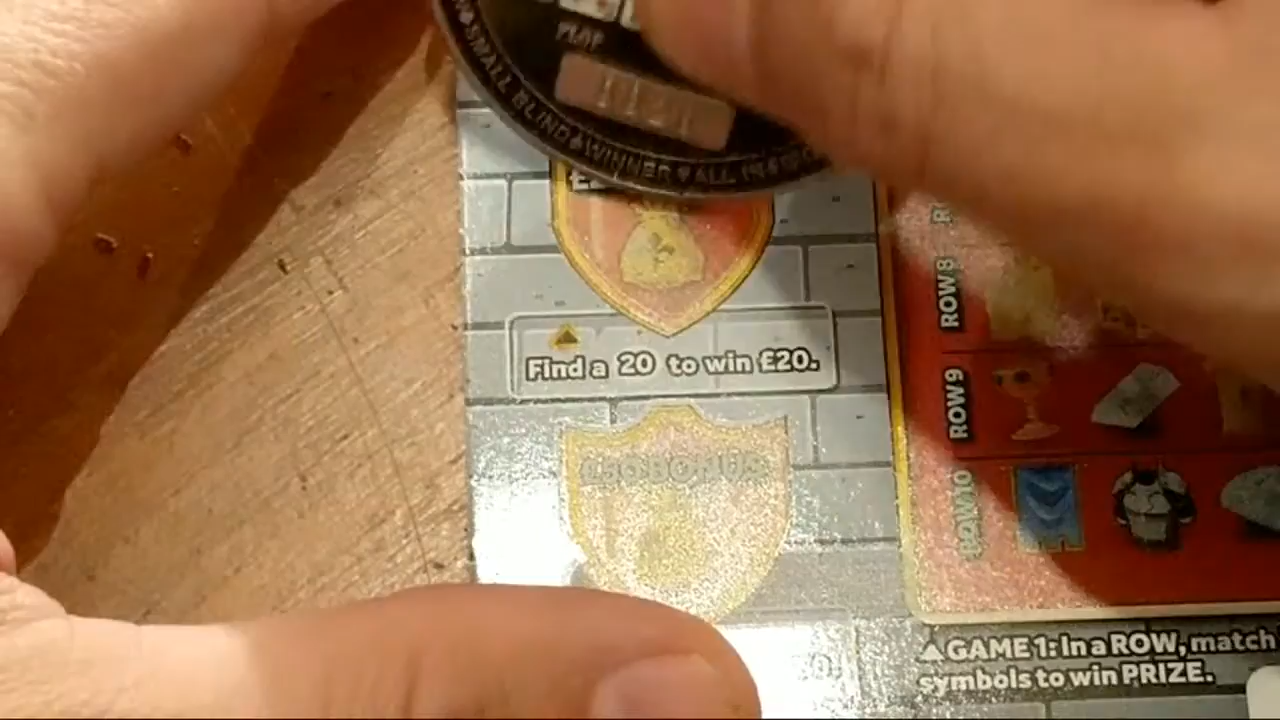 SMALL BLIND WINNER ALL IN
Find a 20 to win £20.
£50 BONUS
ROW 8
ROW 9
ROW 10
GAME 1: In a ROW, match
symbols to win PRIZE.